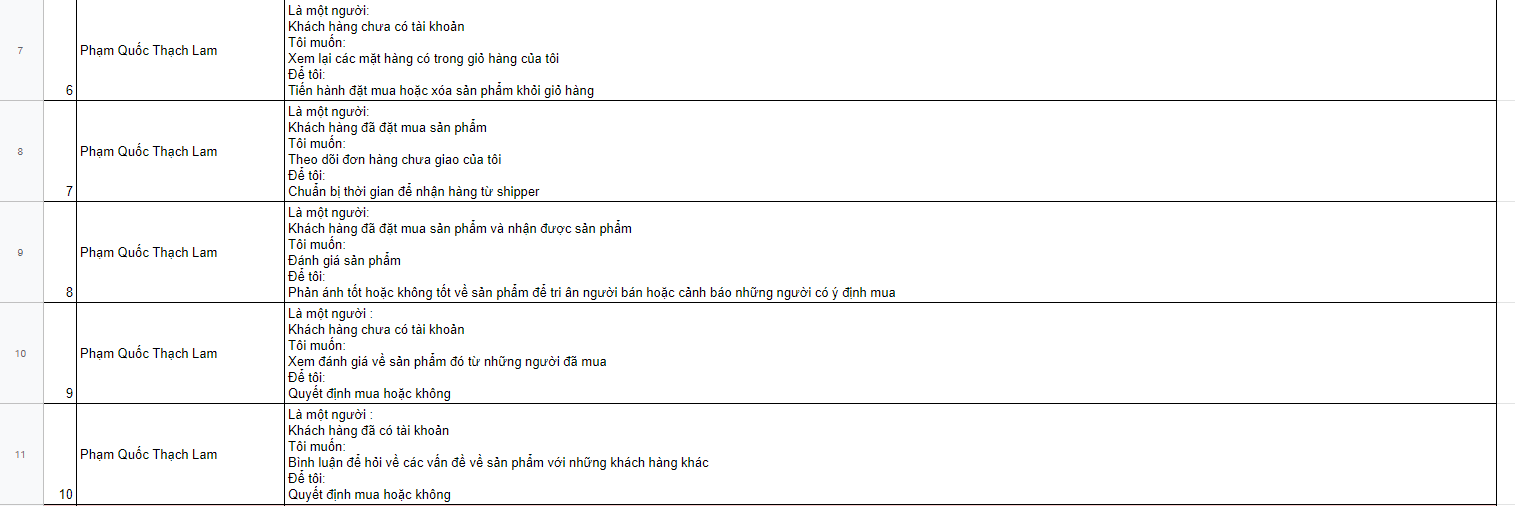 Là một người:
Khách hàng chưa có tài khoản
Tôi muốn:
Xem lại các mặt hàng có trong giỏ hàng của tôi
Để tôi:
Tiến hành đặt mua hoặc xóa sản phẩm khỏi giỏ hàng
7
Phạm Quốc Thạch Lam
6
Là một người:
Khách hàng đã đặt mua sản phẩm
Tôi muốn:
Theo dõi đơn hàng chưa giao của tôi
Để tôi:
Chuẩn bị thời gian để nhận hàng từ shipper
8
Phạm Quốc Thạch Lam
7
Là một người:
Khách hàng đã đặt mua sản phẩm và nhận được sản phẩm
Tôi muốn:
Đánh giá sản phẩm
Để tôi:
Phản ánh tốt hoặc không tốt về sản phẩm để tri ân người bán hoặc cảnh báo những người có ý định mua
9
Phạm Quốc Thạch Lam
8
Là một người :
Khách hàng chưa có tài khoản
Tôi muốn:
Xem đánh giá về sản phẩm đó từ những người đã mua
Để tôi:
Quyết định mua hoặc không
10
Phạm Quốc Thạch Lam
9
Là một người :
Khách hàng đã có tài khoản
Tôi muốn:
Bình luận để hỏi về các vấn đề về sản phẩm với những khách hàng khác
Để tôi:
Quyết định mua hoặc không
11
Phạm Quốc Thạch Lam
10